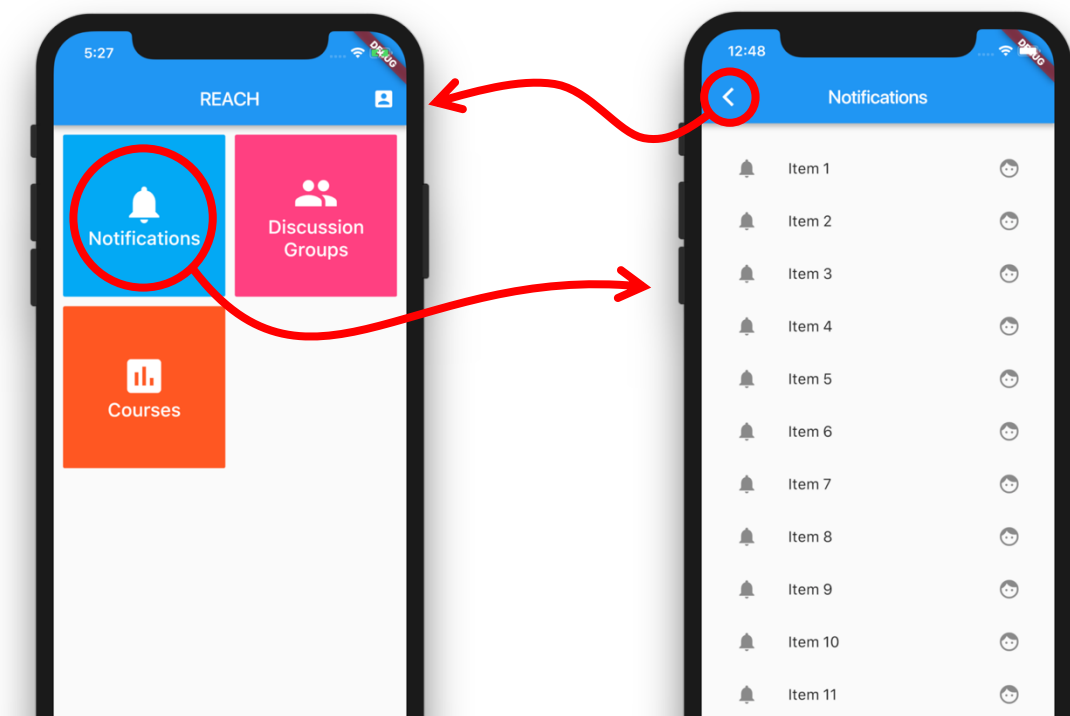 5:27
DEBUG
REACH
Notifications
Discussion
Groups
Courses
12:48
DEBUG
Notifications
Item 1
Item 2
Item 3
Item 4
Item 5
Item 6
Item 7
Item 8
Item 9
Item 10
Item 11